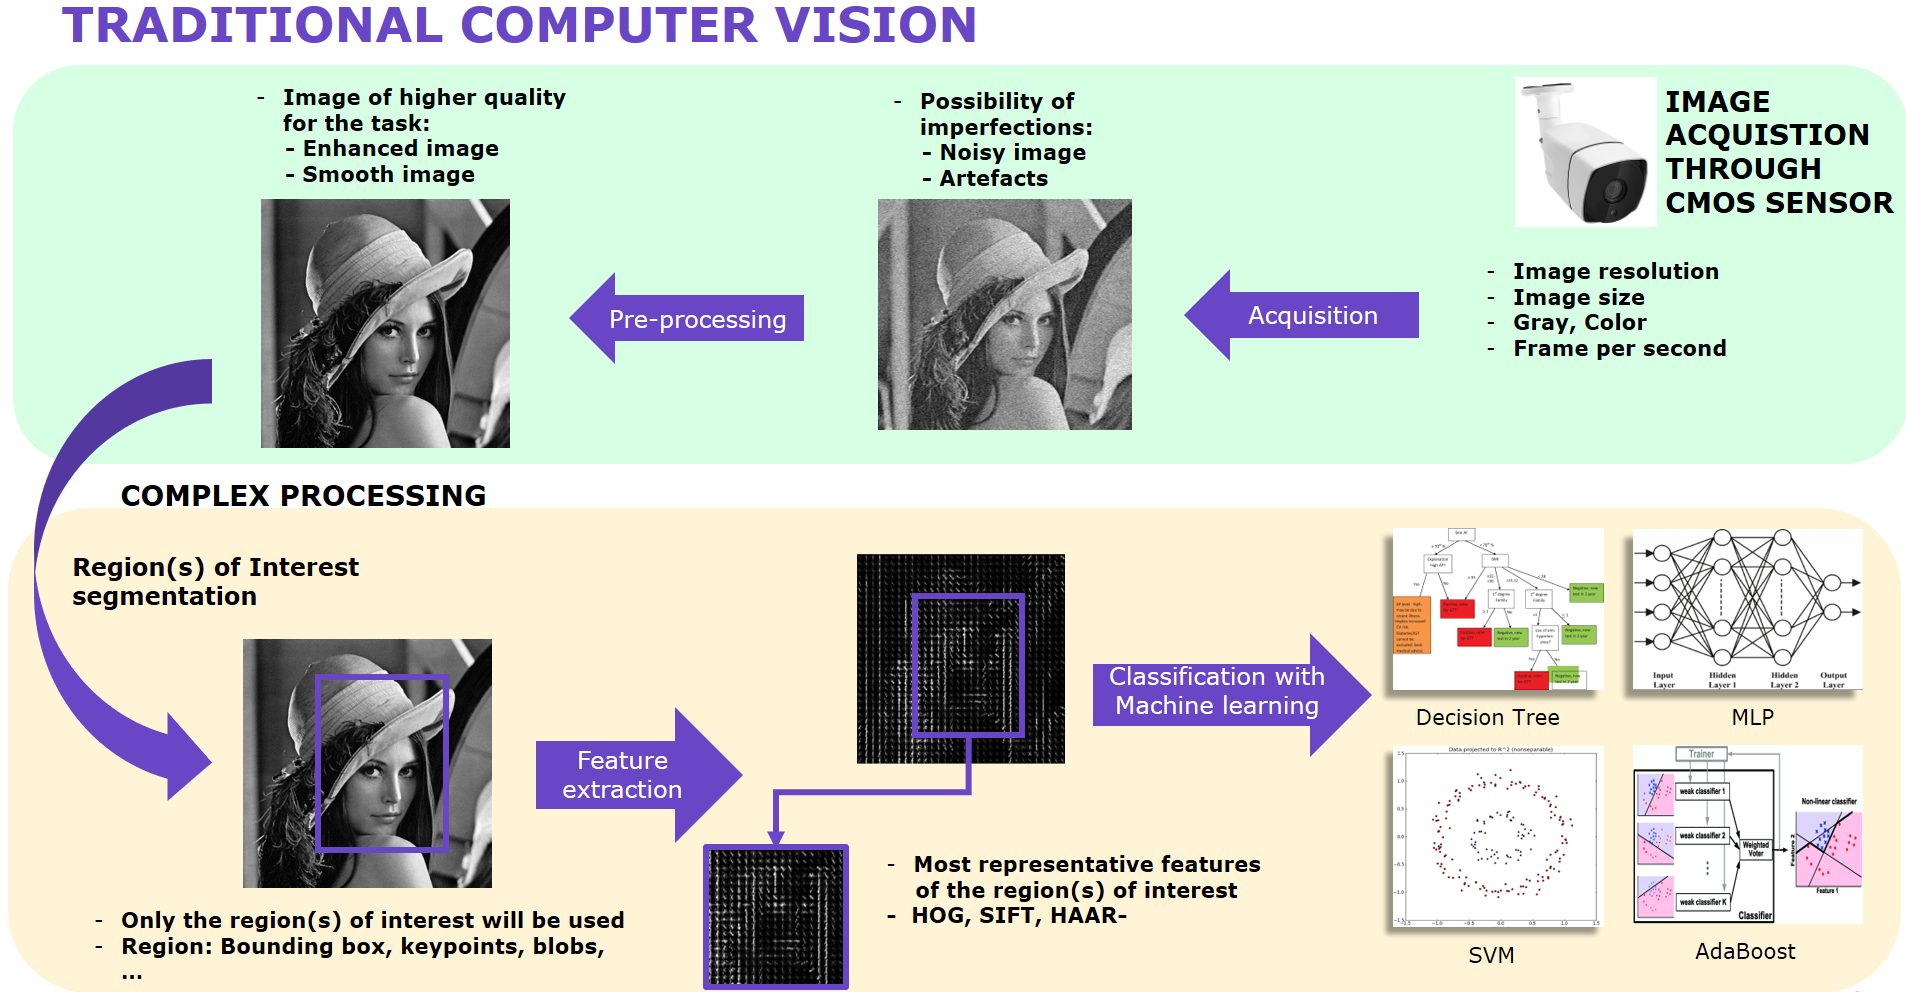 TRADITIONAL COMPUTER VISION
- Image of higher quality
for the task:
- Enhanced image
- Smooth image
- Possibility of
imperfections:
- Noisy image
- Artefacts
IMAGE
ACQUISTION
THROUGH
CMOS SENSOR
- Image resolution
- Image size
- Gray, Color
- Frame per second
Acquisition
Pre-processing
COMPLEX PROCESSING
Region(s) of Interest
segmentation
- Only the region(s) of interest will be used
- Region: Bounding box, keypoints, blobs,
...
Feature
extraction
- Most representative features
of the region(s) of interest
- HOG, SIFT, HAAR-
Classification with
Machine learning
Decision Tree
Input
Layer
Hidden
Layer 1
Hidden
Layer 2
Output
Layer
MLP
Data projected to R^2 (nonseparable)
SVM
Trainer
weak classifier 1
weak classifier 2
weak classifier K
Weighted
Voter
Classifier
Non-linear classifier
Feature 2
Feature 1
AdaBoost